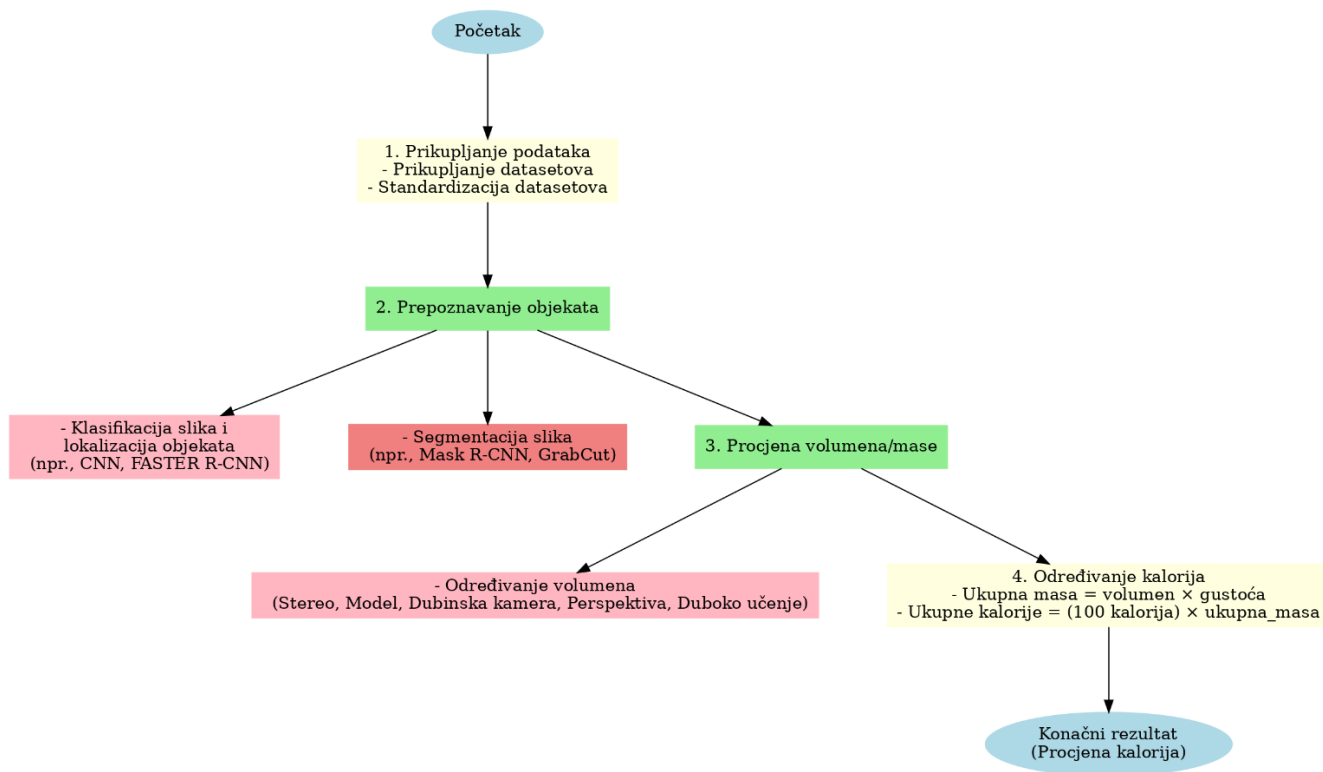 Početak
1. Prikupljanje podataka
- Prikupljanje datasetova
- Standardizacija datasetova
2. Prepoznavanje objekata
- Klasifikacija slika i
lokalizacija objekata
(npr., CNN, FASTER R-CNN)
- Segmentacija slika
(npr., Mask R-CNN, GrabCut)
3. Procjena volumena/mase
- Određivanje volumena
(Stereo, Model, Dubinska kamera, Perspektiva, Duboko učenje)
4. Određivanje kalorija
- Ukupna masa = volumen × gustoća
- Ukupne kalorije = (100 kalorija) × ukupna_masa
Konačni rezultat
(Procjena kalorija)